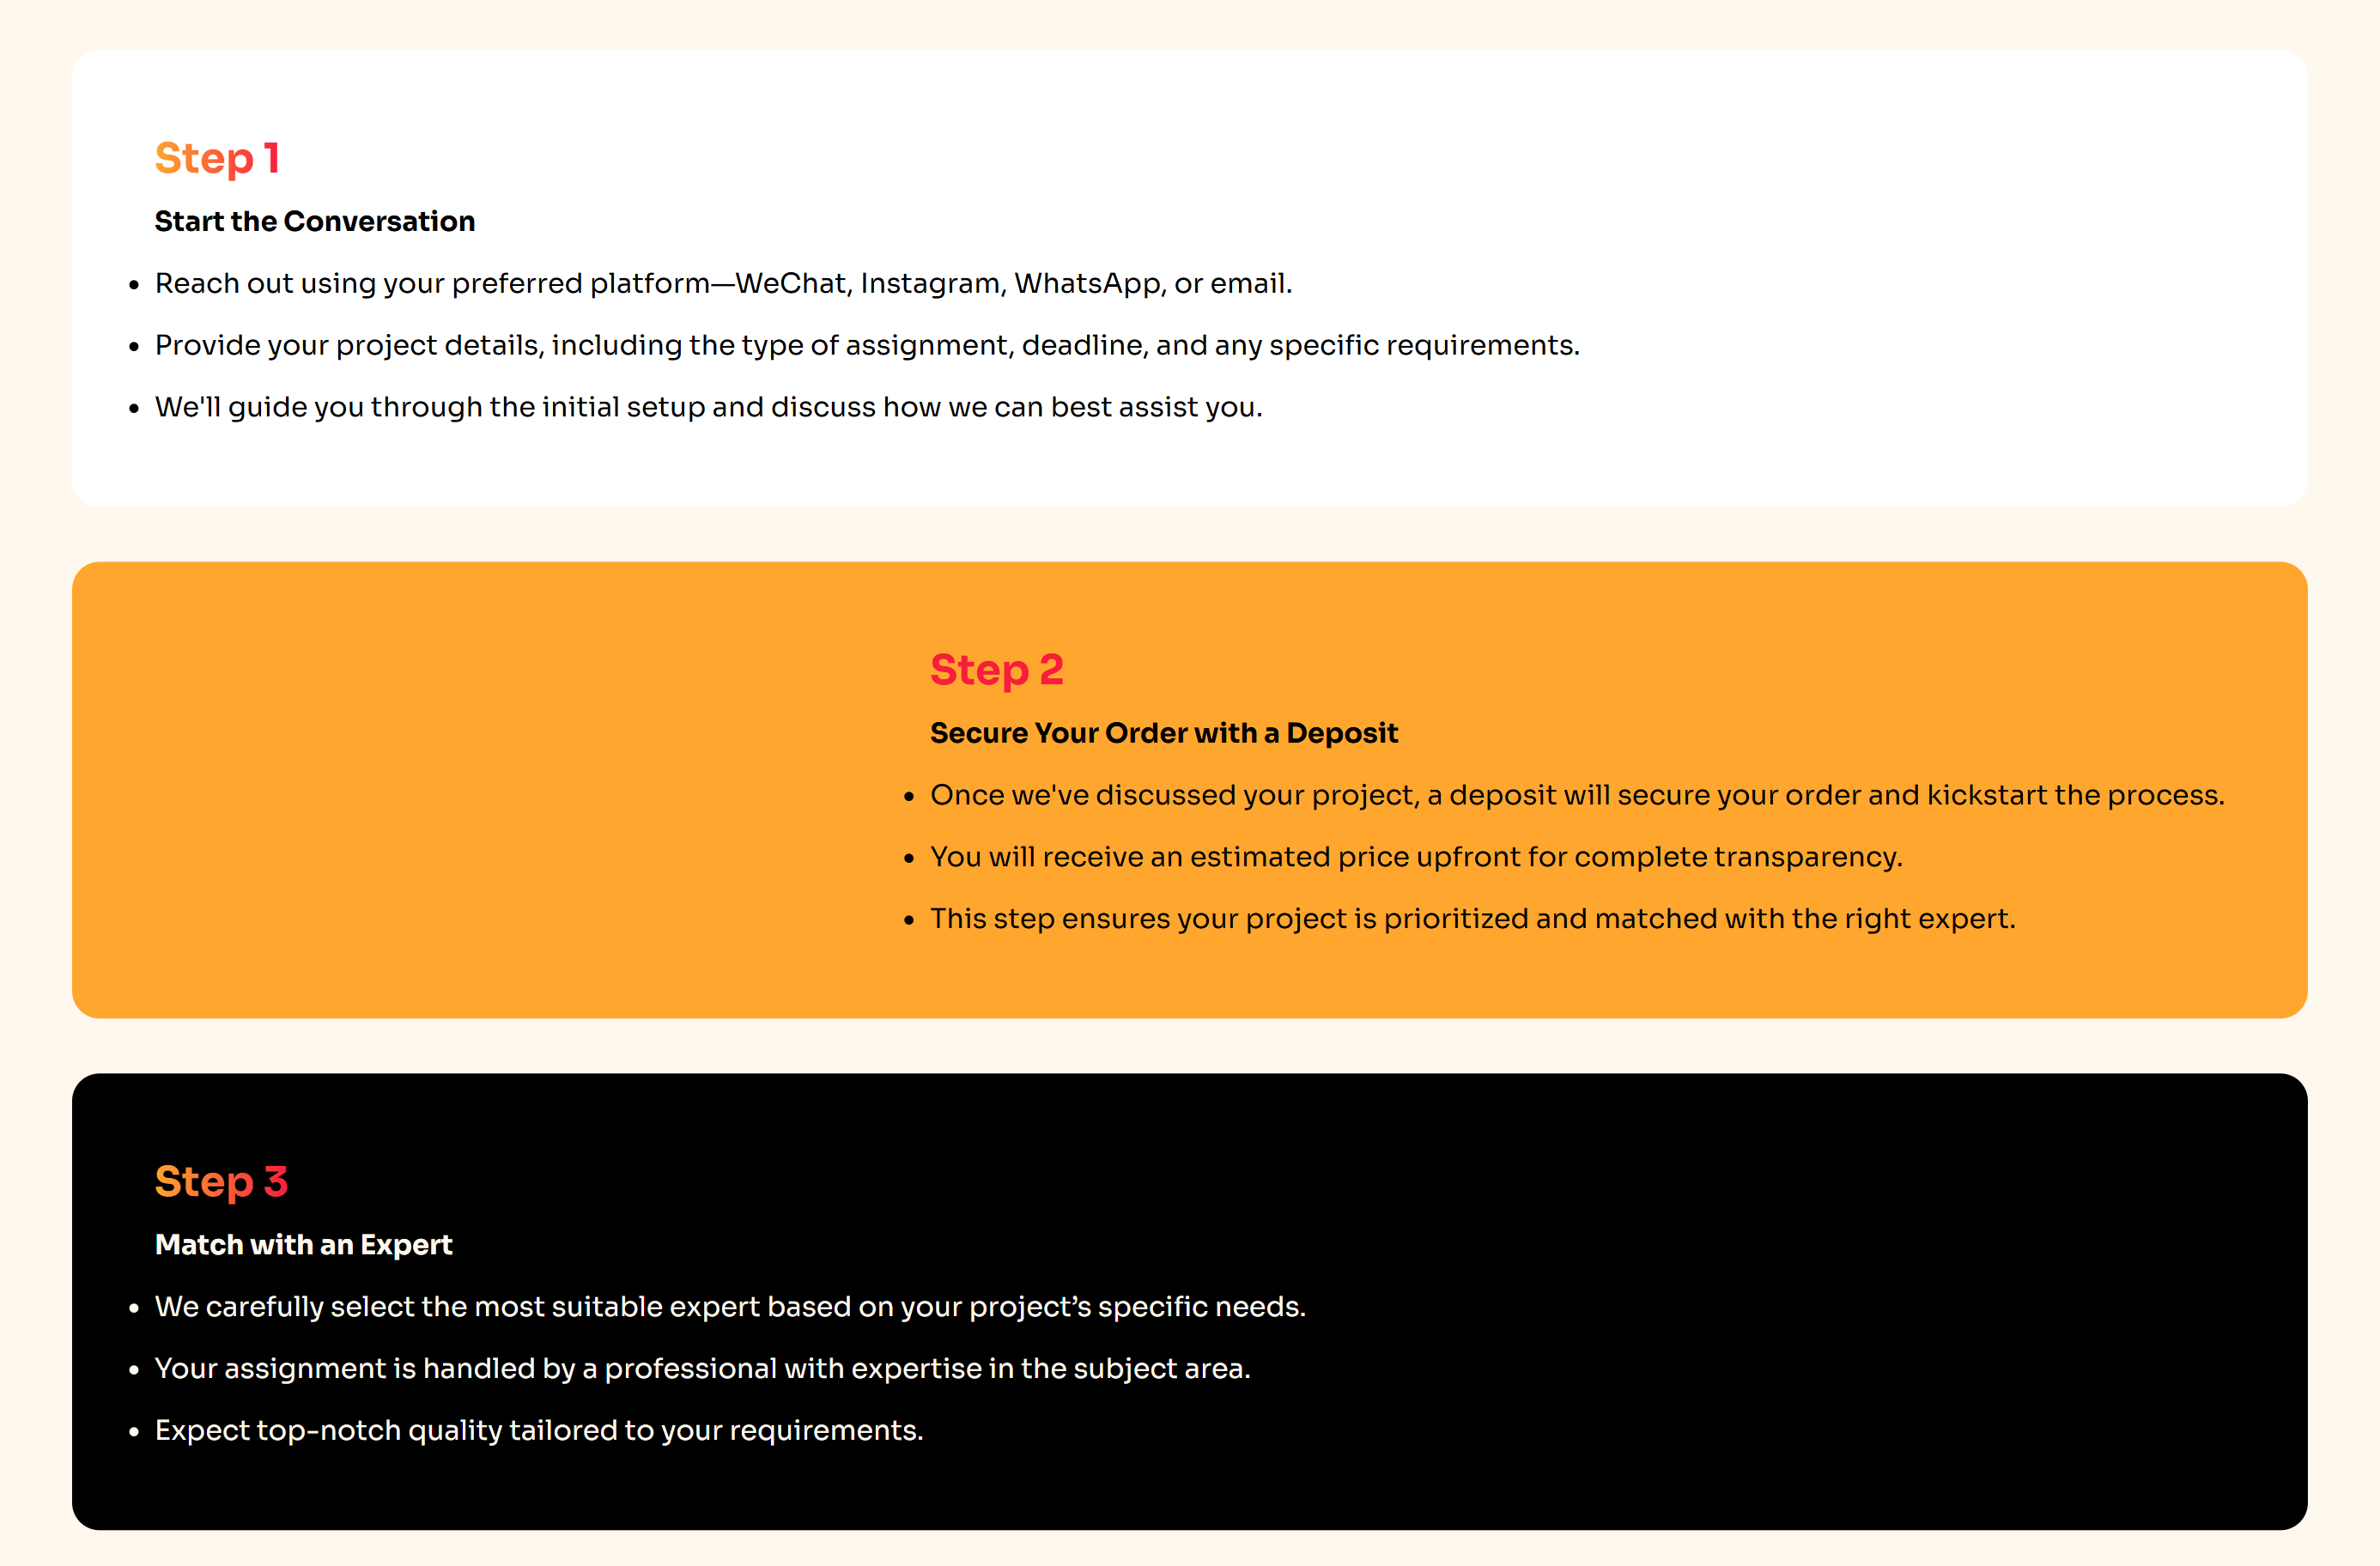 Step 1
Start the Conversation
• Reach out using your preferred platform—WeChat, Instagram, WhatsApp, or email.
• Provide your project details, including the type of assignment, deadline, and any specific requirements.
• We'll guide you through the initial setup and discuss how we can best assist you.
Step 2
Secure Your Order with a Deposit
• Once we've discussed your project, a deposit will secure your order and kickstart the process.
• You will receive an estimated price upfront for complete transparency.
• This step ensures your project is prioritized and matched with the right expert.
Step 3
Match with an Expert
• We carefully select the most suitable expert based on your project’s specific needs.
• Your assignment is handled by a professional with expertise in the subject area.
• Expect top-notch quality tailored to your requirements.